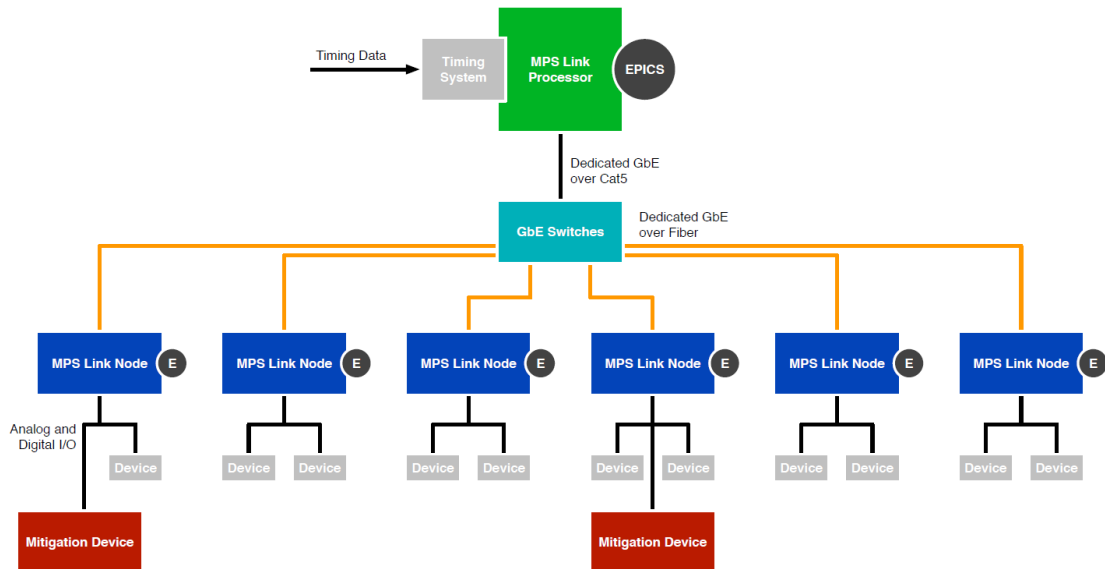 Timing Data
Timing
System
MPS Link
Processor
EPICS
Dedicated GbE
over Cat5
GbE Switches
Dedicated GbE
over Fiber
MPS Link Node
E
MPS Link Node
E
MPS Link Node
E
MPS Link Node
E
MPS Link Node
E
MPS Link Node
E
Analog and
Digital I/O
Device
Device
Device
Device
Device
Device
Device
Device
Device
Device
Device
Mitigation Device
Mitigation Device